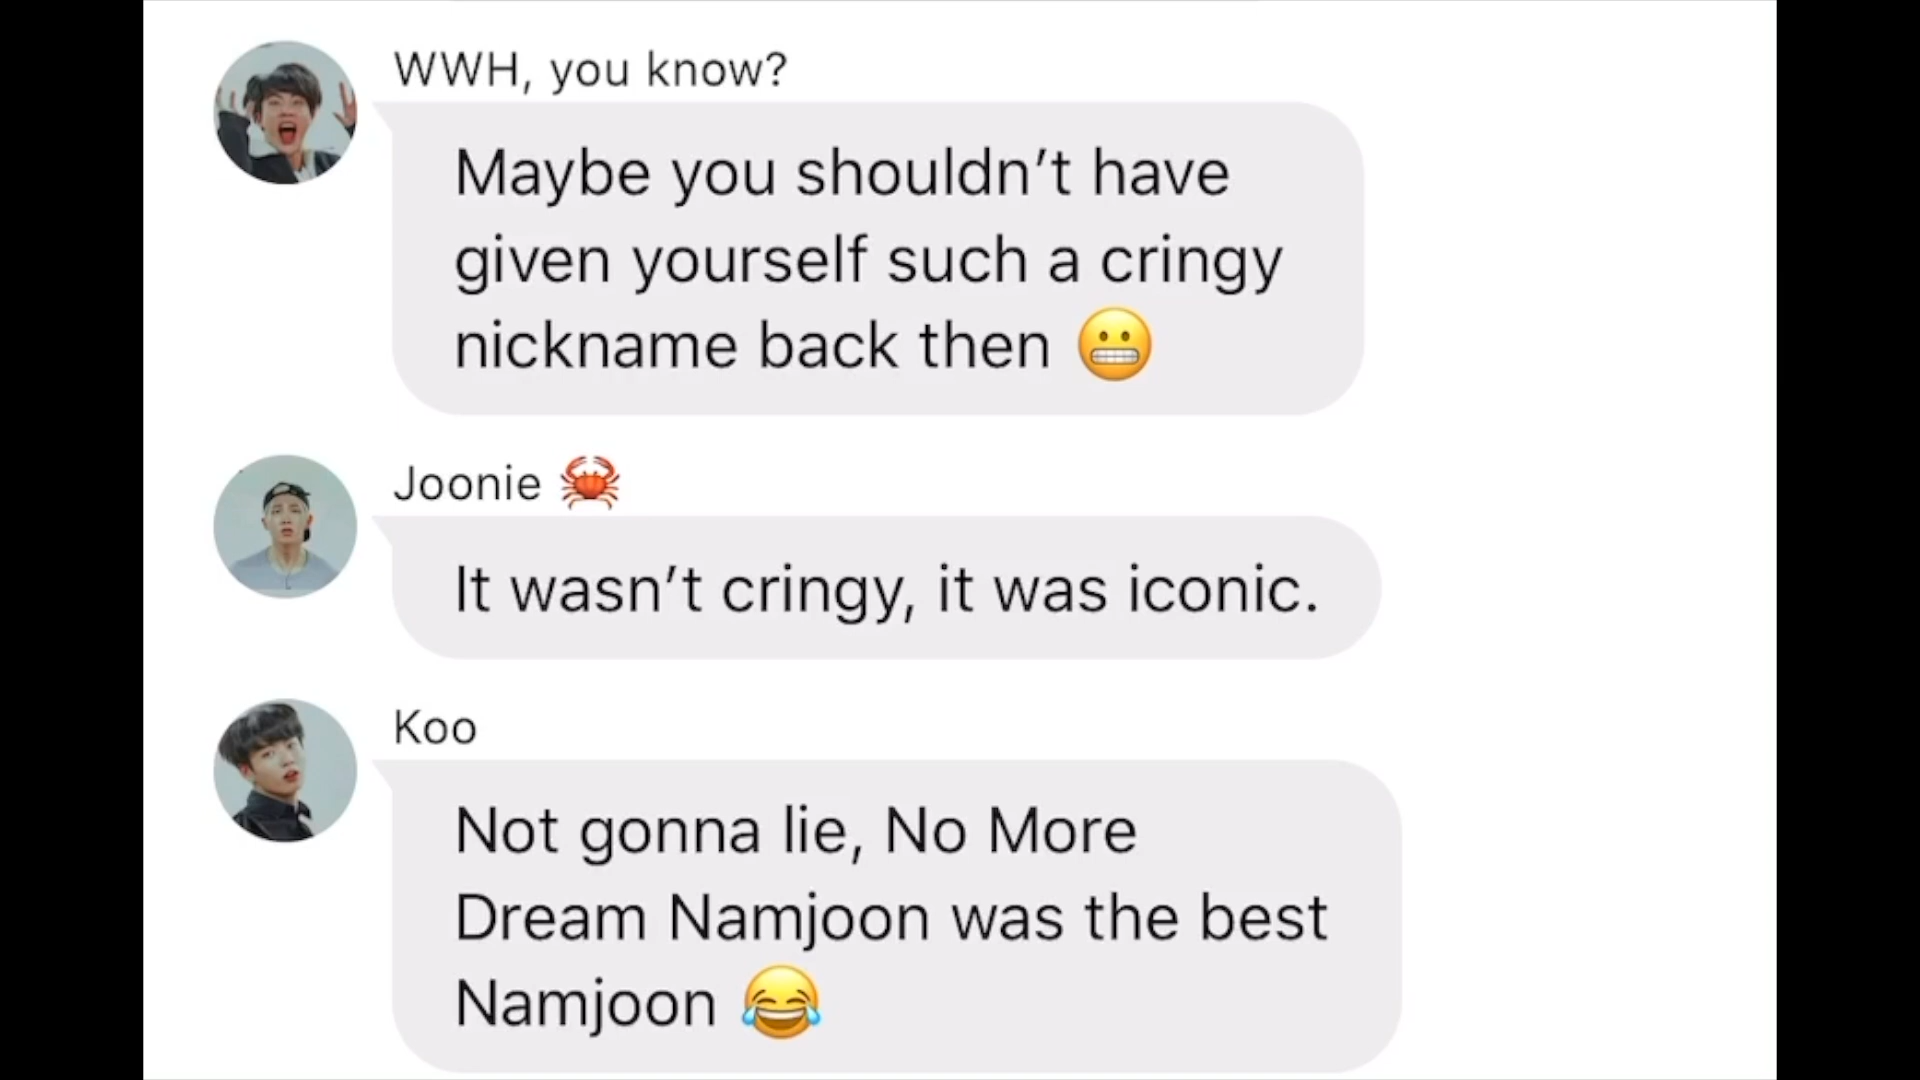 WWH, you know?
Maybe you shouldn’t have
given yourself such a cringy
nickname back then 😬
Joonie 🦀
It wasn’t cringy, it was iconic.
Koo
Not gonna lie, No More
Dream Namjoon was the best
Namjoon 😂